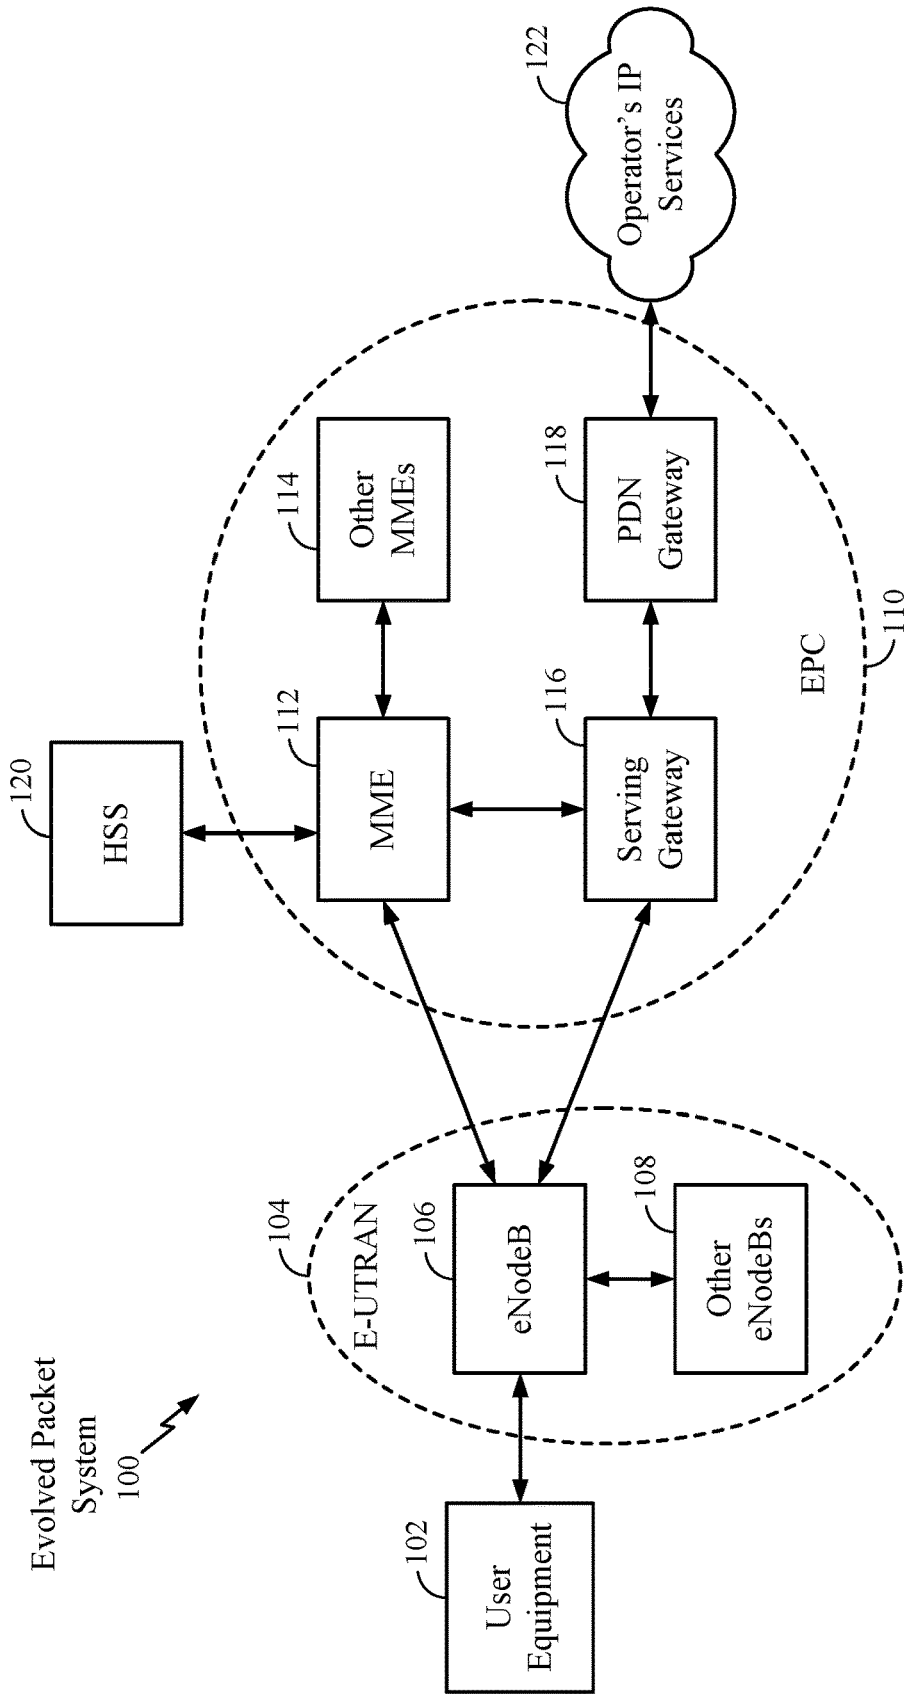 Evolved Packet
System
100
102
User
Equipment
104
E-UTRAN
106
eNodeB
108
Other
eNodeBs
120
HSS
112
MME
114
Other
MMEs
116
Serving
Gateway
118
PDN
Gateway
EPC
110
122
Operator's IP
Services